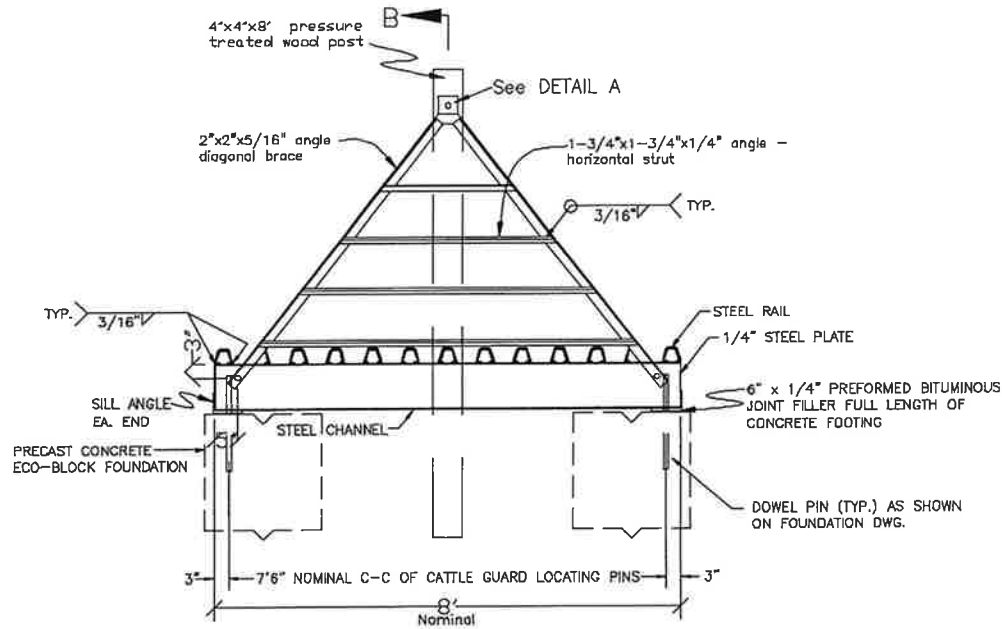 B
4"x4"x8' pressure
treated wood post
See DETAIL A
2"x2"x5/16" angle
diagonal brace
1-3/4"x1-3/4"x1/4" angle -
horizontal strut
3/16"
TYP.
TYP.
3/16"
3"
STEEL RAIL
1/4" STEEL PLATE
6" x 1/4" PREFORMED BITUMINOUS
JOINT FILLER FULL LENGTH OF
CONCRETE FOOTING
SILL ANGLE
EA. END
STEEL CHANNEL
PRECAST CONCRETE
ECO-BLOCK FOUNDATION
DOWEL PIN (TYP.) AS SHOWN
ON FOUNDATION DWG.
3"
7'6" NOMINAL C-C OF CATTLE GUARD LOCATING PINS
3"
8'
Nominal